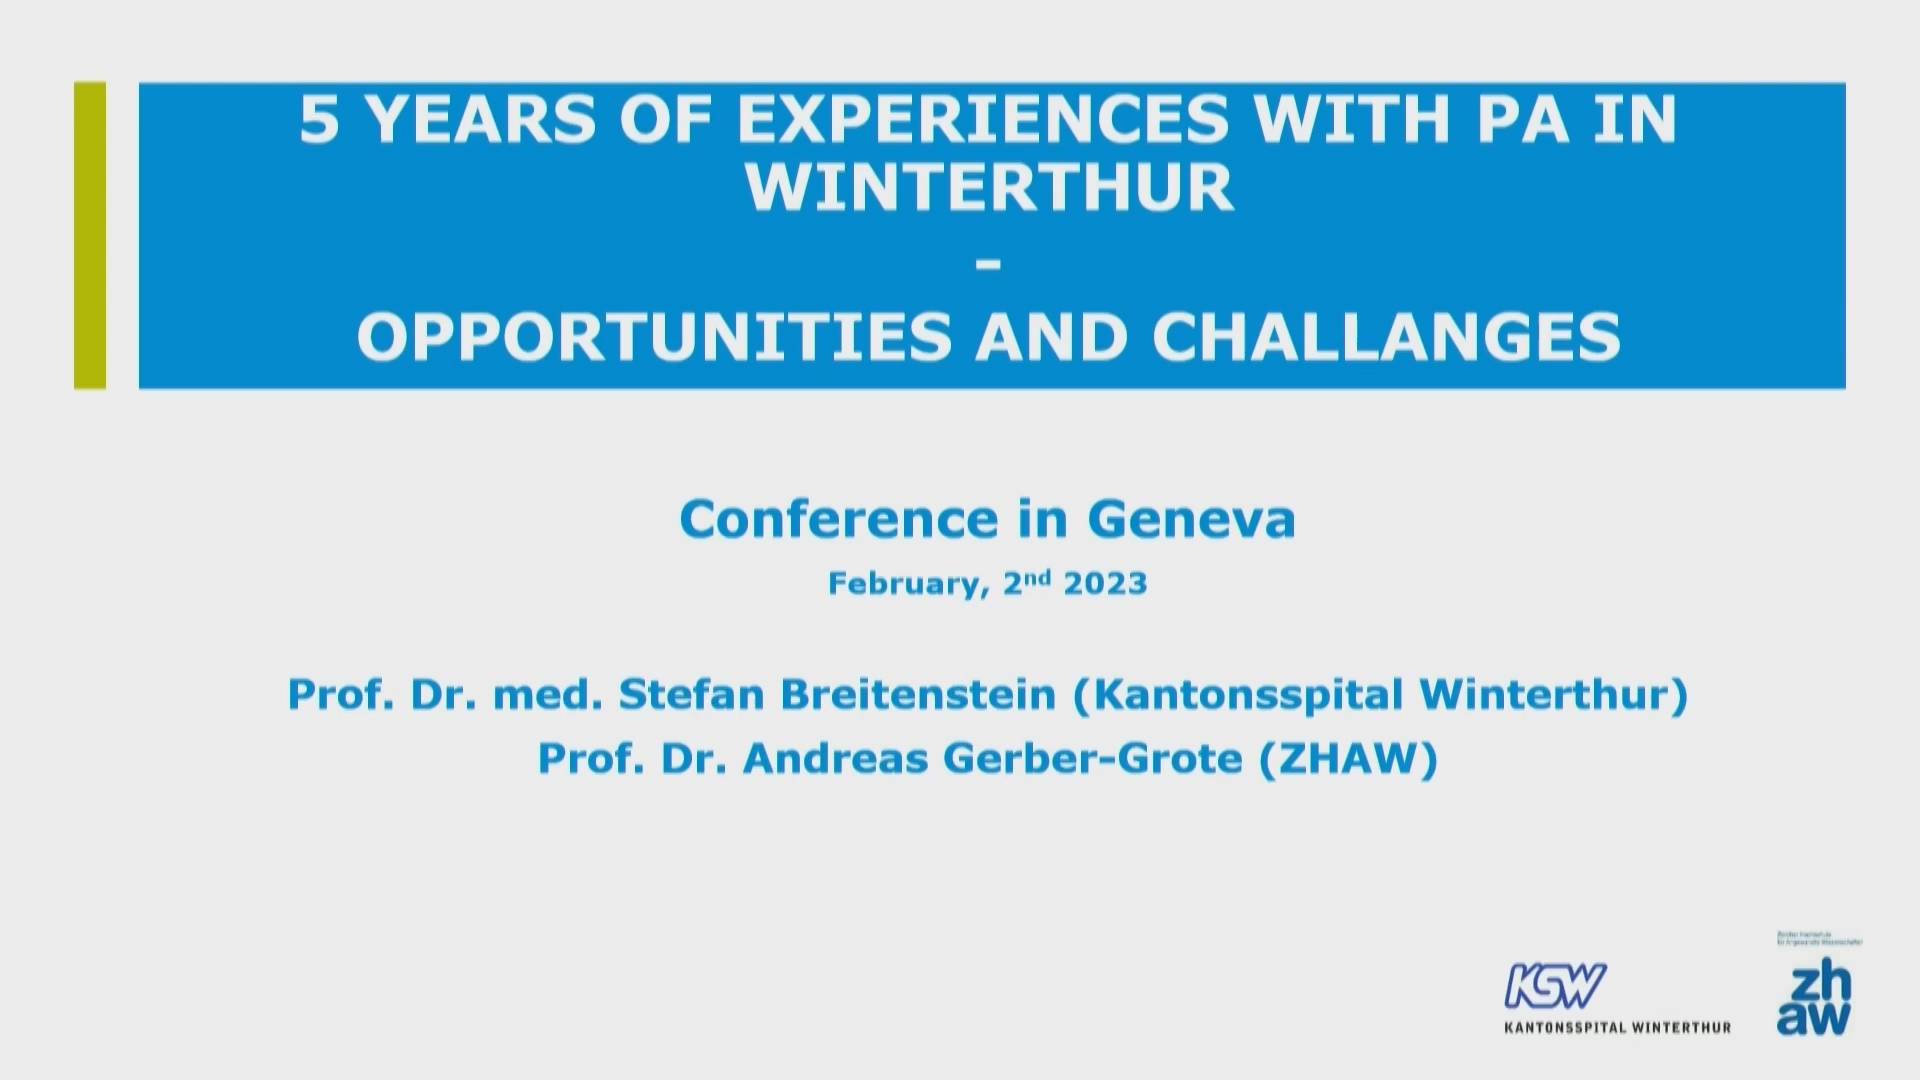 5 YEARS OF EXPERIENCES WITH PA IN
WINTERTHUR
-
OPPORTUNITIES AND CHALLANGES
Conference in Geneva
February, 2nd 2023
Prof. Dr. med. Stefan Breitenstein (Kantonsspital Winterthur)
Prof. Dr. Andreas Gerber-Grote (ZHAW)
KSW
KANTONSSPITAL WINTERTHUR
zh
aw